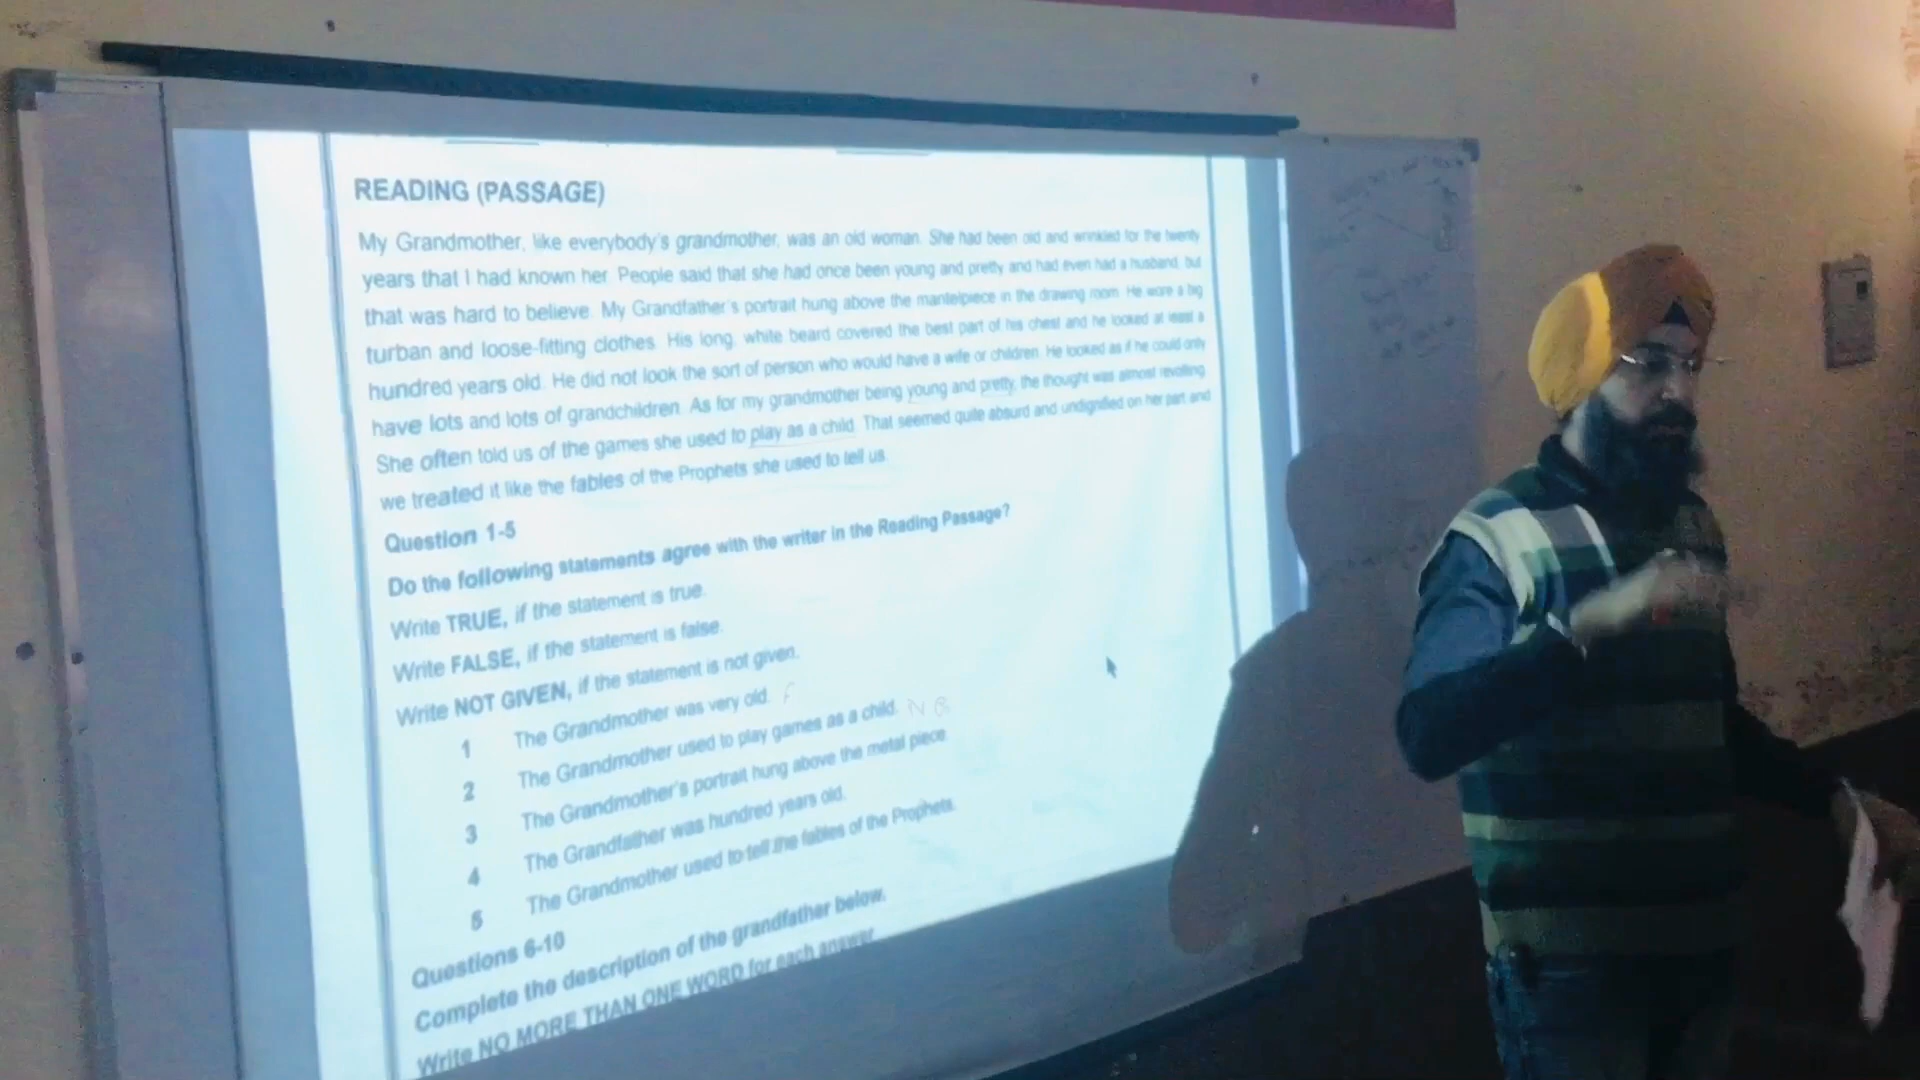 READING (PASSAGE)
My Grandmother, like everybody's grandmother, was an old woman. She had been old and wrinkled for the twenty
years that I had known her. People said that she had once been young and pretty and had even had a husband, but
that was hard to believe. My Grandfather's portrait hung above the mantelpiece in the drawing room. He wore a big
turban and loose-fitting clothes. His long, white beard covered the best part of his chest and he looked at least a
hundred years old. He did not look the sort of person who would have a wife or children. He looked as if he could only
have lots and lots of grandchildren. As for my grandmother being young and pretty, the thought was almost revolting.
She often told us of the games she used to play as a child. That seemed quite absurd and undignified on her part and
we treated it like the fables of the Prophets she used to tell us.
Question 1-5
Do the following statements agree with the writer in the Reading Passage?
Write TRUE, if the statement is true.
Write FALSE, if the statement is false.
Write NOT GIVEN, if the statement is not given.
1 The Grandmother was very old. F
2 The Grandmother used to play games as a child. N G
3 The Grandmother's portrait hung above the metal piece.
4 The Grandfather was hundred years old.
5 The Grandmother used to tell the fables of the Prophets.
Questions 6-10
Complete the description of the grandfather below.
Write NO MORE THAN ONE WORD for each answer